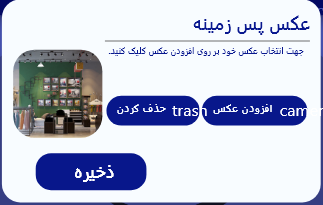 عکس پس زمینه
جهت انتخاب عکس خود بر روی افزودن عکس کلیک کنید.
افزودن عکس camer
حذف کردن trash
ذخیره